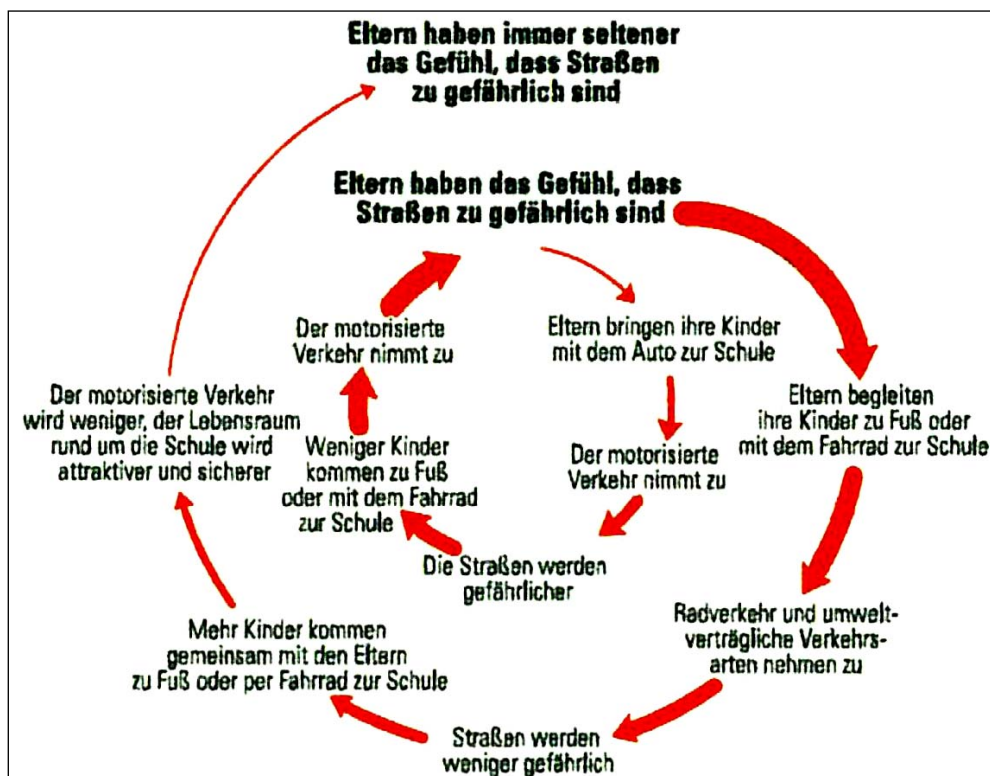 Eltern haben immer seltener
das Gefühl, dass Straßen
zu gefährlich sind
Eltern haben das Gefühl, dass
Straßen zu gefährlich sind
Eltern bringen ihre Kinder
mit dem Auto zur Schule
Der motorisierte
Verkehr nimmt zu
Die Straßen werden
gefährlicher
Weniger Kinder
kommen zu Fuß
oder mit dem Fahrrad
zur Schule
Der motorisierte
Verkehr nimmt zu
Eltern begleiten
ihre Kinder zu Fuß oder
mit dem Fahrrad zur Schule
Radverkehr und umwelt-
verträgliche Verkehrs-
arten nehmen zu
Straßen werden
weniger gefährlich
Mehr Kinder kommen
gemeinsam mit den Eltern
zu Fuß oder per Fahrrad zur Schule
Der motorisierte Verkehr
wird weniger, der Lebensraum
rund um die Schule wird
attraktiver und sicherer